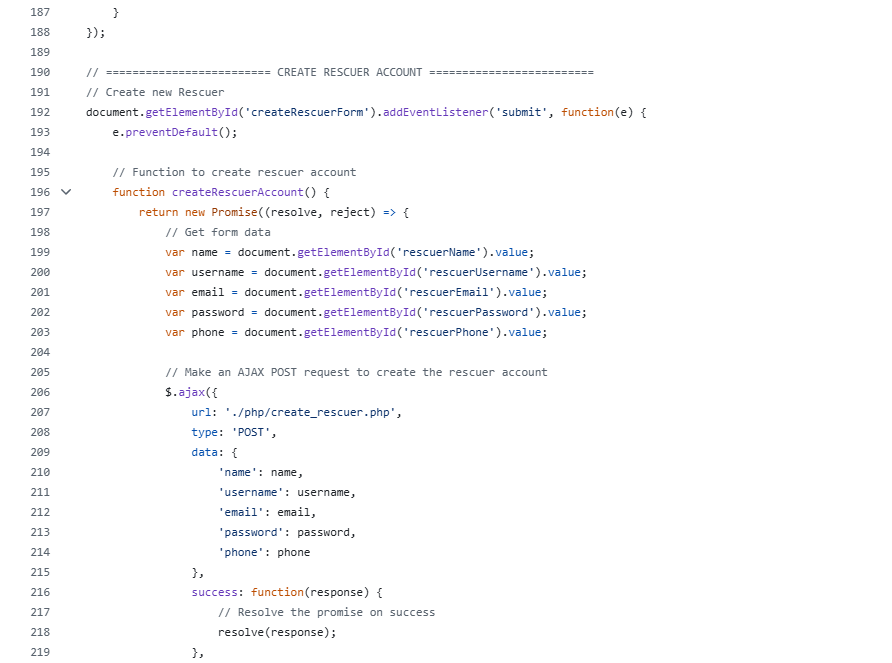 187         }
188     });
189
190     // ========================= CREATE RESCUER ACCOUNT =========================
191     // Create new Rescuer
192     document.getElementById('createRescuerForm').addEventListener('submit', function(e) {
193         e.preventDefault();
194
195         // Function to create rescuer account
196         function createRescuerAccount() {
197             return new Promise((resolve, reject) => {
198                 // Get form data
199                 var name = document.getElementById('rescuerName').value;
200                 var username = document.getElementById('rescuerUsername').value;
201                 var email = document.getElementById('rescuerEmail').value;
202                 var password = document.getElementById('rescuerPassword').value;
203                 var phone = document.getElementById('rescuerPhone').value;
204
205                 // Make an AJAX POST request to create the rescuer account
206                 $.ajax({
207                     url: './php/create_rescuer.php',
208                     type: 'POST',
209                     data: {
210                         'name': name,
211                         'username': username,
212                         'email': email,
213                         'password': password,
214                         'phone': phone
215                     },
216                     success: function(response) {
217                         // Resolve the promise on success
218                         resolve(response);
219                     },